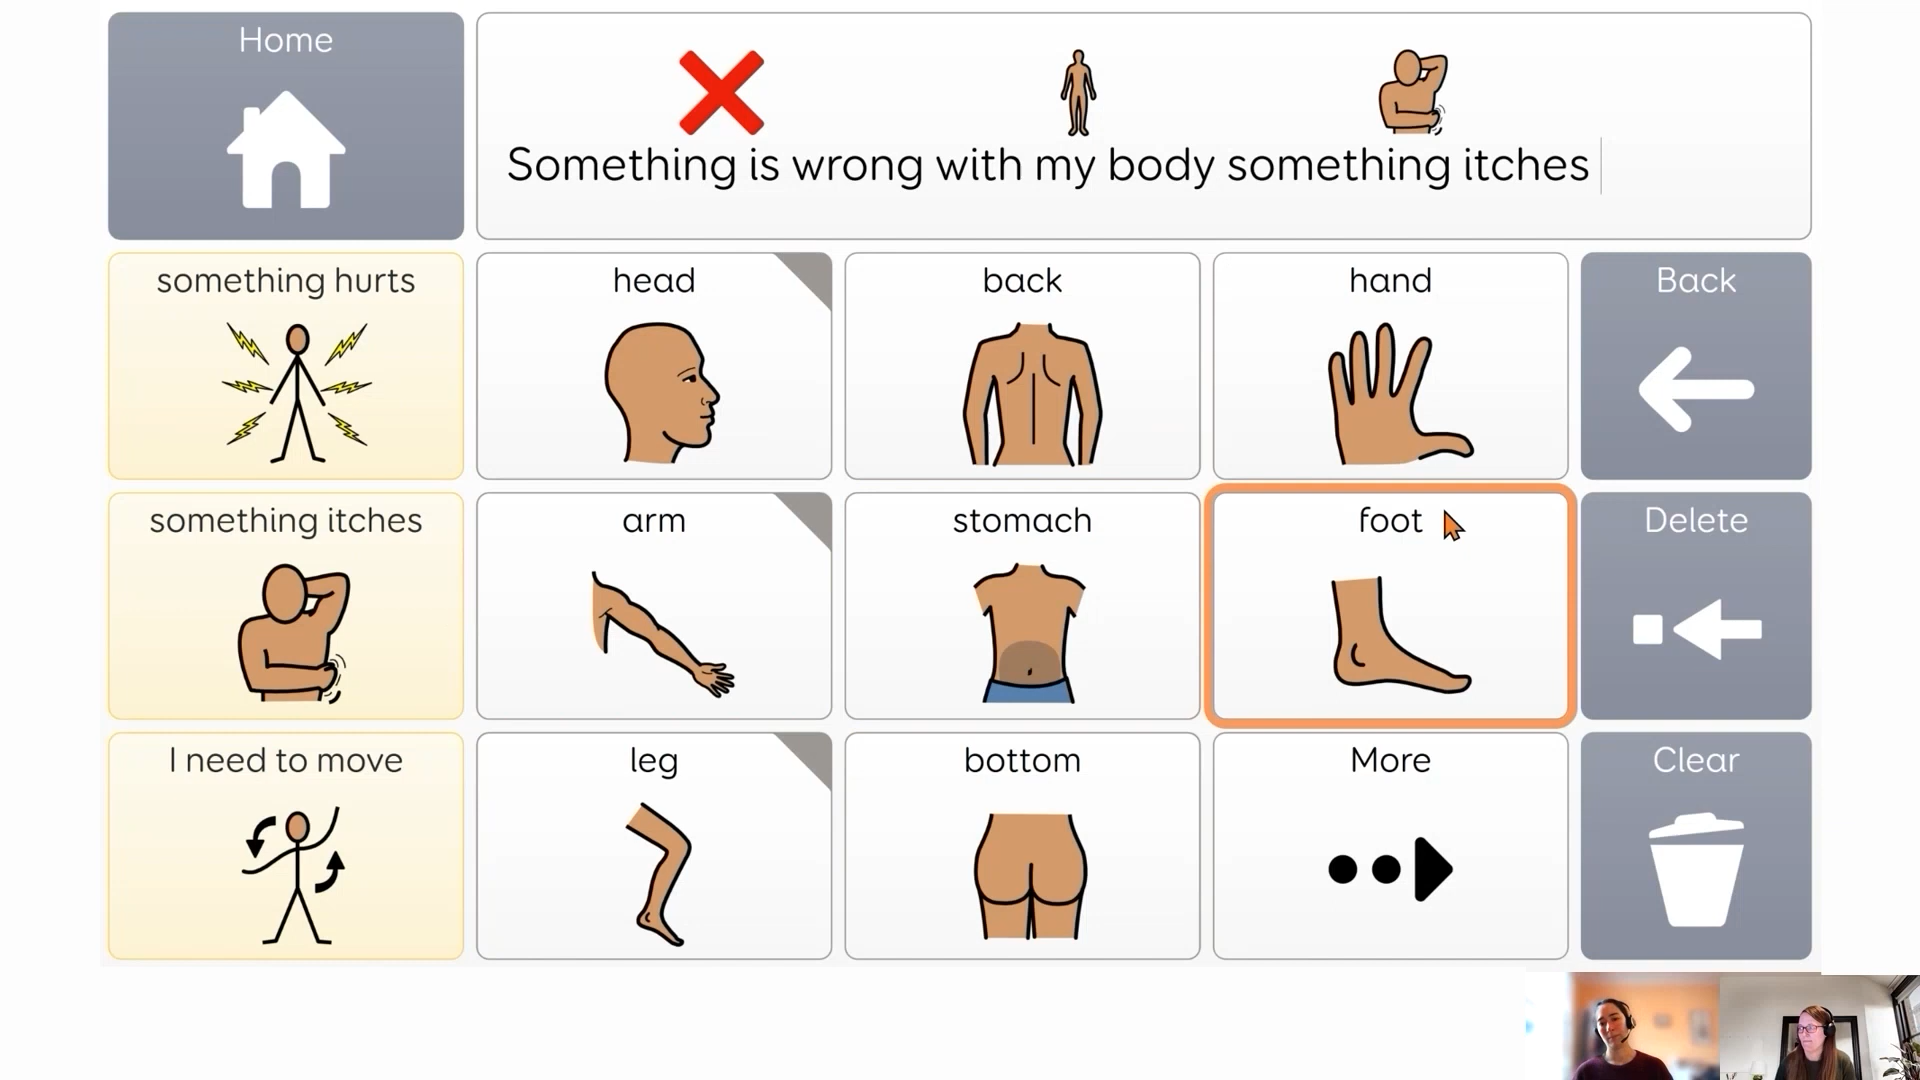 Home
Something is wrong with my body something itches
something hurts
head
back
hand
Back
something itches
arm
stomach
foot
Delete
I need to move
leg
bottom
More
Clear